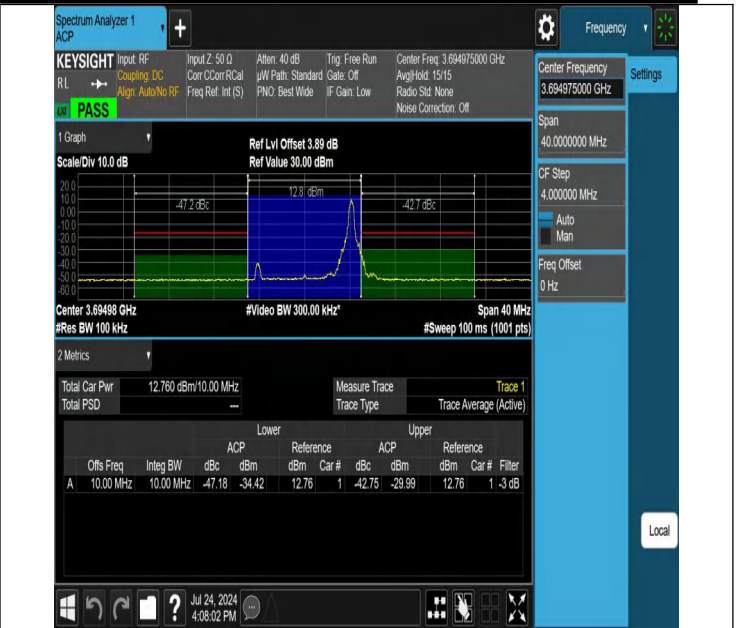 Spectrum Analyzer 1
ACP
+
Frequency
KEYSIGHT
RL
PASS
Input: RF
Coupling: DC
Align: Auto/No RF
Input Z: 50 Ω
Corr CCorr RCal
Freq Ref: Int (S)
Atten: 40 dB
µW Path: Standard
PNO: Best Wide
Trig: Free Run
Gate: Off
IF Gain: Low
Center Freq: 3.694975000 GHz
Avg|Hold: 15/15
Radio Std: None
Noise Correction: Off
Center Frequency
3.694975000 GHz
Settings
Span
40.0000000 MHz
CF Step
4.000000 MHz
Auto
Man
Freq Offset
0 Hz
Local
1 Graph
Scale/Div 10.0 dB
Ref Lvl Offset 3.89 dB
Ref Value 30.00 dBm
20.0
10.0
0.00
-10.0
-20.0
-30.0
-40.0
-50.0
-60.0
-47.2 dBc
12.8 dBm
-42.7 dBc
Center 3.69498 GHz
#Video BW 300.00 kHz*
Span 40 MHz
#Res BW 100 kHz
#Sweep 100 ms (1001 pts)
2 Metrics
Total Car Pwr 12.760 dBm/10.00 MHz
Total PSD ---
Measure Trace Trace 1
Trace Type Trace Average (Active)
Lower Upper
ACP Reference ACP Reference
Offs Freq Integ BW dBc dBm dBm Car # dBc dBm dBm Car # Filter
A 10.00 MHz 10.00 MHz -47.18 -34.42 12.76 1 -42.75 -29.99 12.76 1 -3 dB
?
Jul 24, 2024
4:08:02 PM